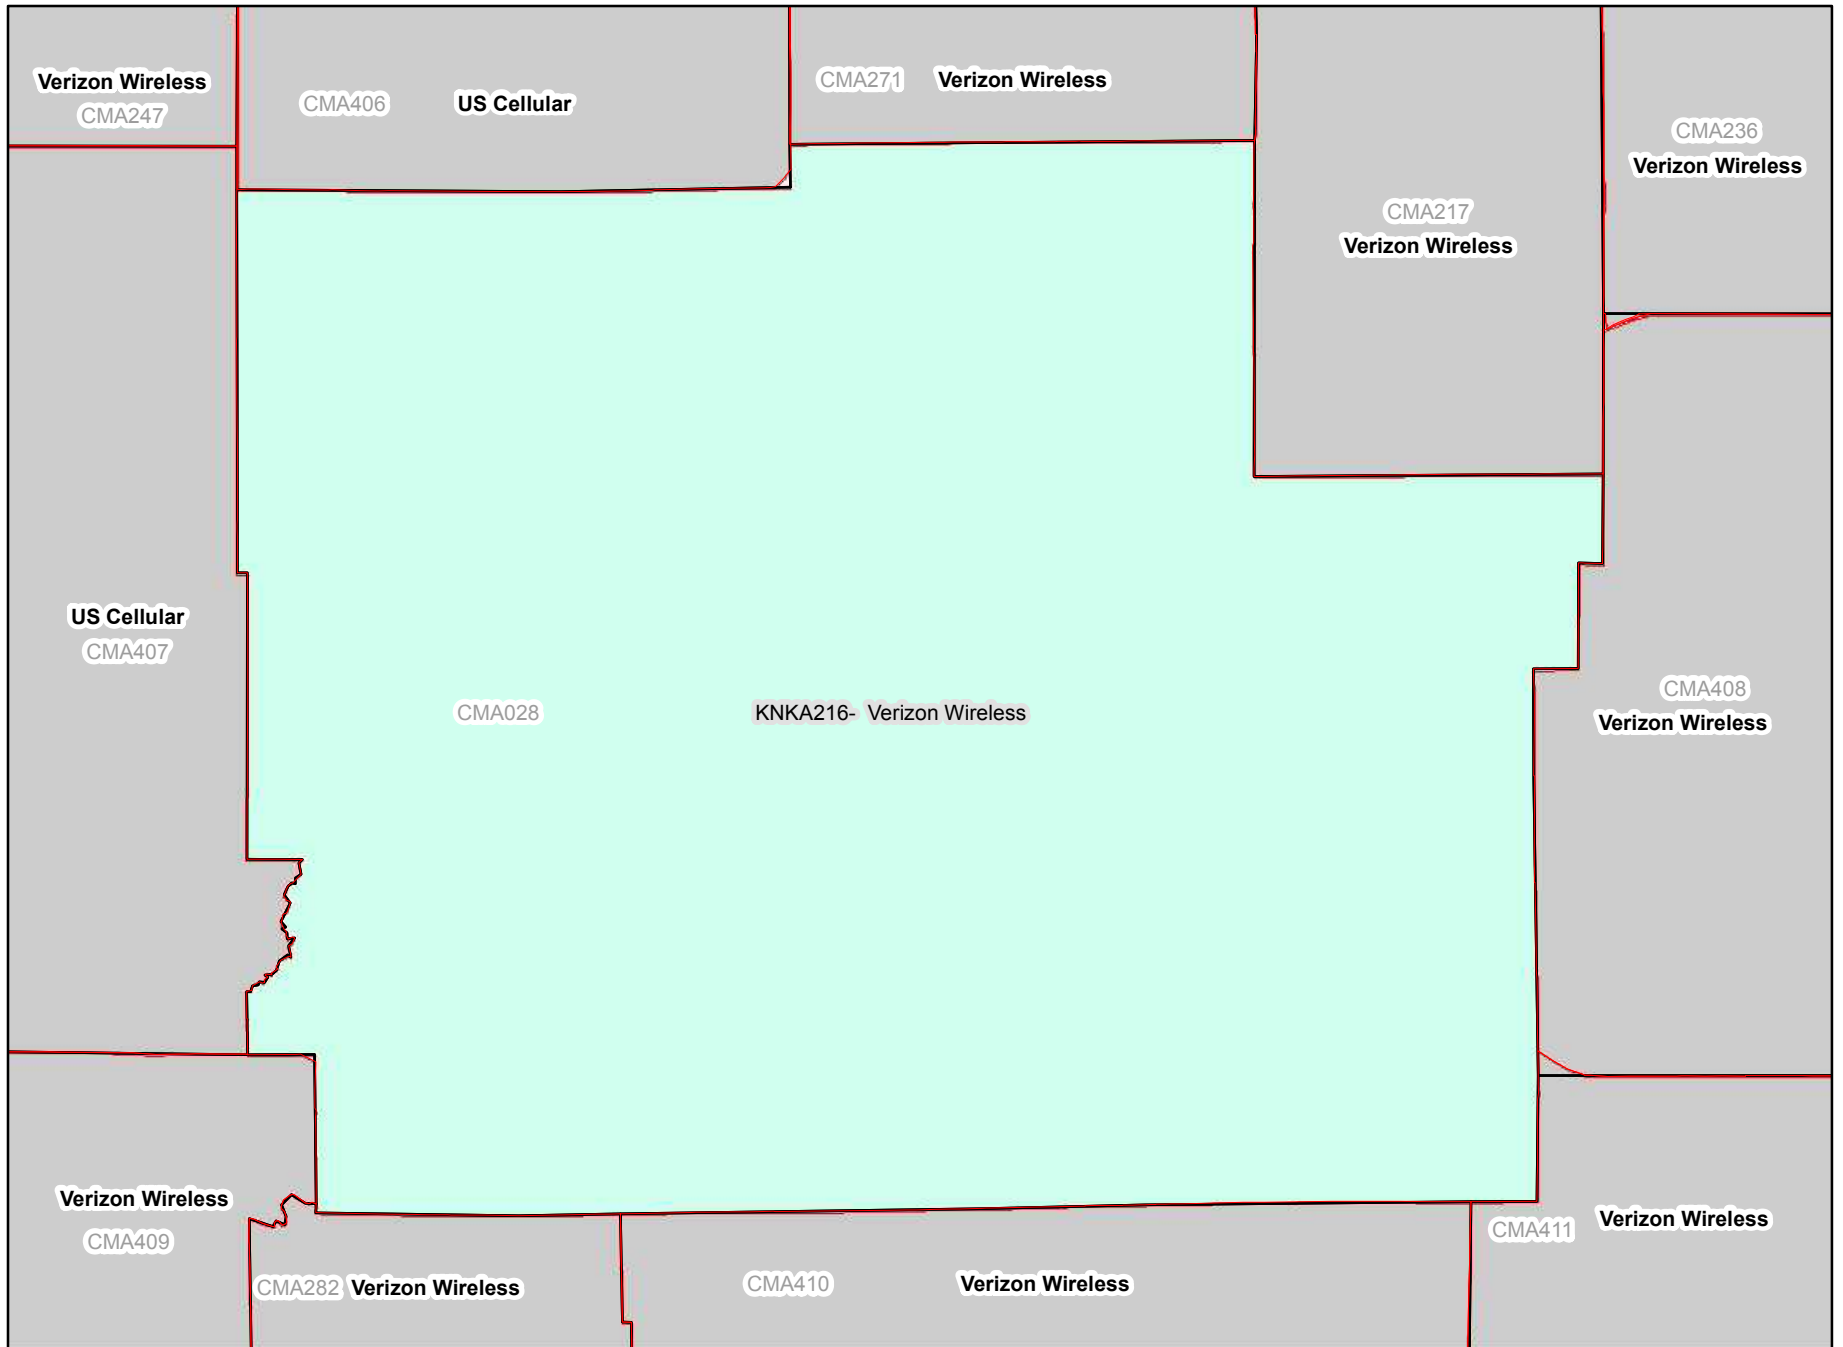 Verizon Wireless
CMA247
CMA406 US Cellular
CMA271 Verizon Wireless
CMA236
Verizon Wireless
CMA217
Verizon Wireless
US Cellular
CMA407
CMA028
KNKA216- Verizon Wireless
CMA408
Verizon Wireless
Verizon Wireless
CMA409
CMA282 Verizon Wireless
CMA410 Verizon Wireless
CMA411 Verizon Wireless